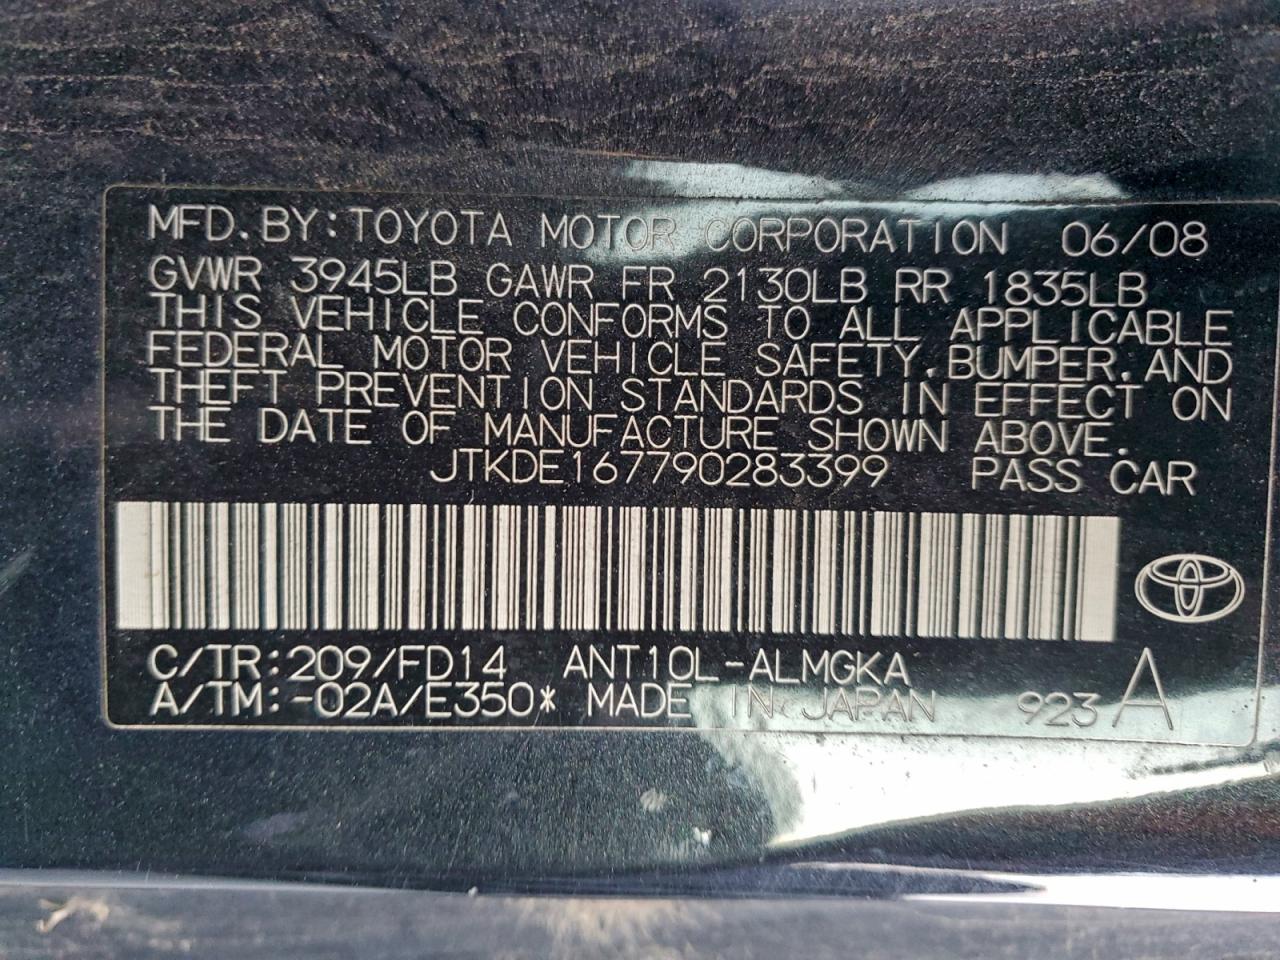 MFD. BY: TOYOTA MOTOR CORPORATION 06/08
GVWR 3945LB GAWR FR 2130LB RR 1835LB
THIS VEHICLE CONFORMS TO ALL APPLICABLE
FEDERAL MOTOR VEHICLE SAFETY, BUMPER, AND
THEFT PREVENTION STANDARDS IN EFFECT ON
THE DATE OF MANUFACTURE SHOWN ABOVE.
JTKDE167790283399 PASS CAR
C/TR: 209/FD14 ANT10L-ALMGKA
A/TM: -02A/E350* MADE IN JAPAN 923 A